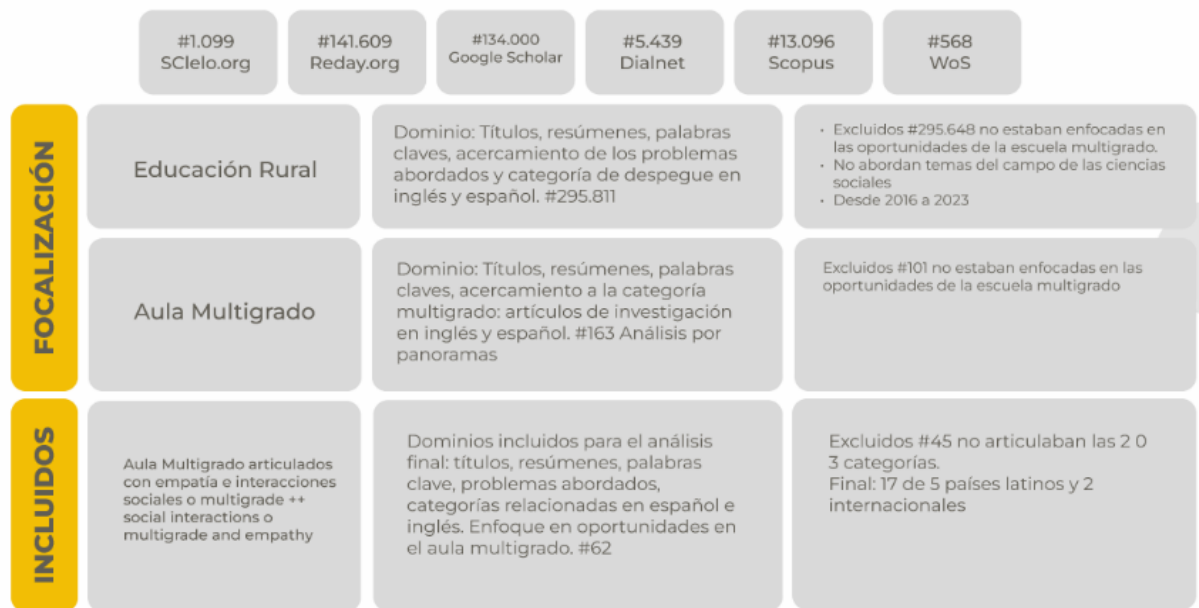 #1.099
SClelo.org
#141.609
Reday.org
#134.000
Google Scholar
#5.439
Dialnet
#13.096
Scopus
#568
WoS
FOCALIZACIÓN
Educación Rural
Dominio: Títulos, resúmenes, palabras
claves, acercamiento de los problemas
abordados y categoría de despegue en
inglés y español. #295.811
• Excluidos #295.648 no estaban enfocadas en
las oportunidades de la escuela multigrado.
• No abordan temas del campo de las ciencias
sociales
• Desde 2016 a 2023
Aula Multigrado
Dominio: Títulos, resúmenes, palabras
claves, acercamiento a la categoría
multigrado: artículos de investigación
en inglés y español. #163 Análisis por
panoramas
Excluidos #101 no estaban enfocadas en las
oportunidades de la escuela multigrado
INCLUIDOS
Aula Multigrado articulados
con empatía e interacciones
sociales o multigrade ++
social interactions o
multigrade and empathy
Dominios incluidos para el análisis
final: títulos, resúmenes, palabras
clave, problemas abordados,
categorías relacionadas en español e
inglés. Enfoque en oportunidades en
el aula multigrado. #62
Excluidos #45 no articulaban las 2 0
3 categorías.
Final: 17 de 5 países latinos y 2
internacionales